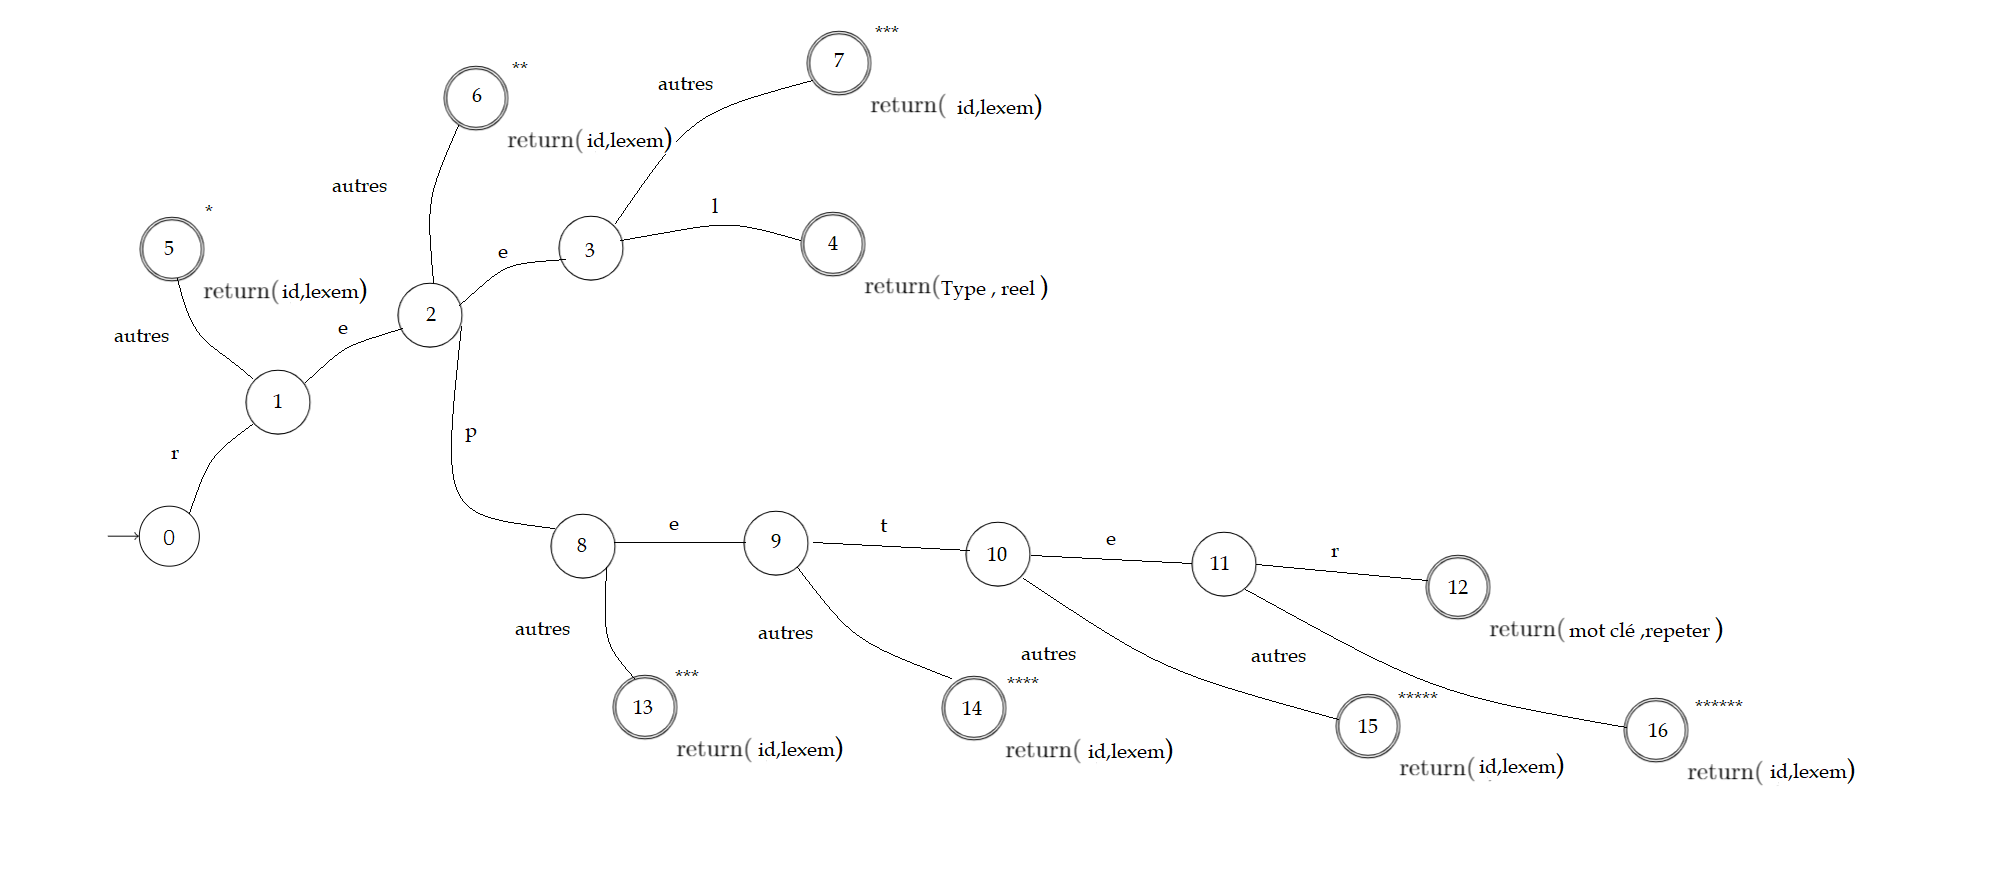 ***
7
autres
return( id,lexem)
**
6
return( id,lexem)
autres
l
*
5
e
3
4
return( id,lexem)
return(Type , reel )
2
autres
e
1
p
r
0
e
t
e
r
8
9
10
11
12
autres
autres
return( mot clé ,repeter )
autres
autres
***
13
****
14
*****
15
******
16
return( id,lexem)
return( id,lexem)
return( id,lexem)
return( id,lexem)